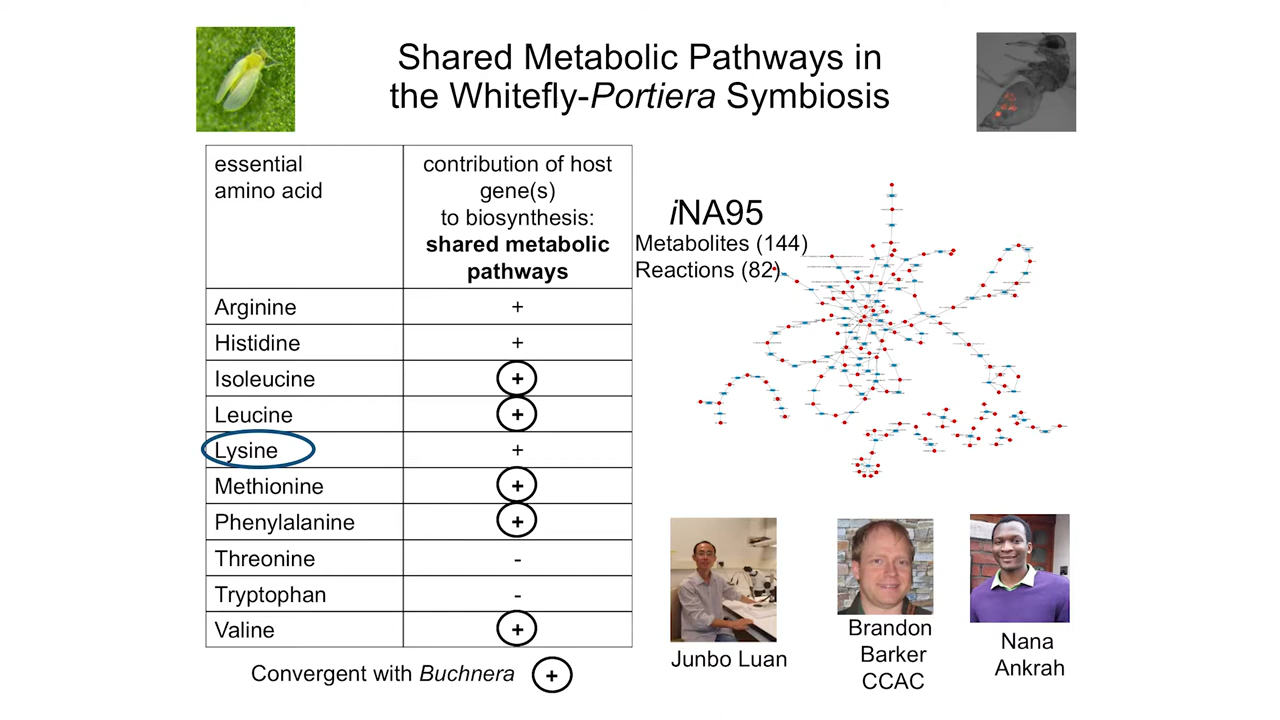 Shared Metabolic Pathways in
the Whitefly-Portiera Symbiosis
essential
amino acid
contribution of host
gene(s)
to biosynthesis:
shared metabolic
pathways
Arginine +
Histidine +
Isoleucine +
Leucine +
Lysine +
Methionine +
Phenylalanine +
Threonine -
Tryptophan -
Valine +
Convergent with Buchnera +
iNA95
Metabolites (144)
Reactions (82)
Junbo Luan
Brandon
Barker
CCAC
Nana
Ankrah